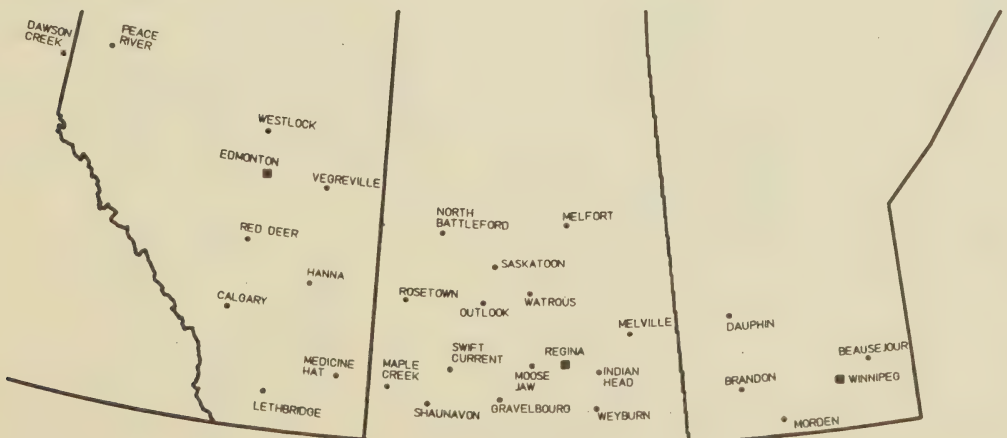 DAWSON
CREEK
PEACE
RIVER
WESTLOCK
EDMONTON
VEGREVILLE
RED DEER
HANNA
CALGARY
MEDICINE
HAT
LETHBRIDGE
NORTH
BATTLEFORD
MELFORT
SASKATOON
ROSETOWN
OUTLOOK
WATROUS
MELVILLE
SWIFT
CURRENT
REGINA
MAPLE
CREEK
MOOSE
JAW
INDIAN
HEAD
SHAUNAVON
GRAVELBOURG
WEYBURN
DAUPHIN
BEAUSEJOUR
BRANDON
WINNIPEG
MORDEN